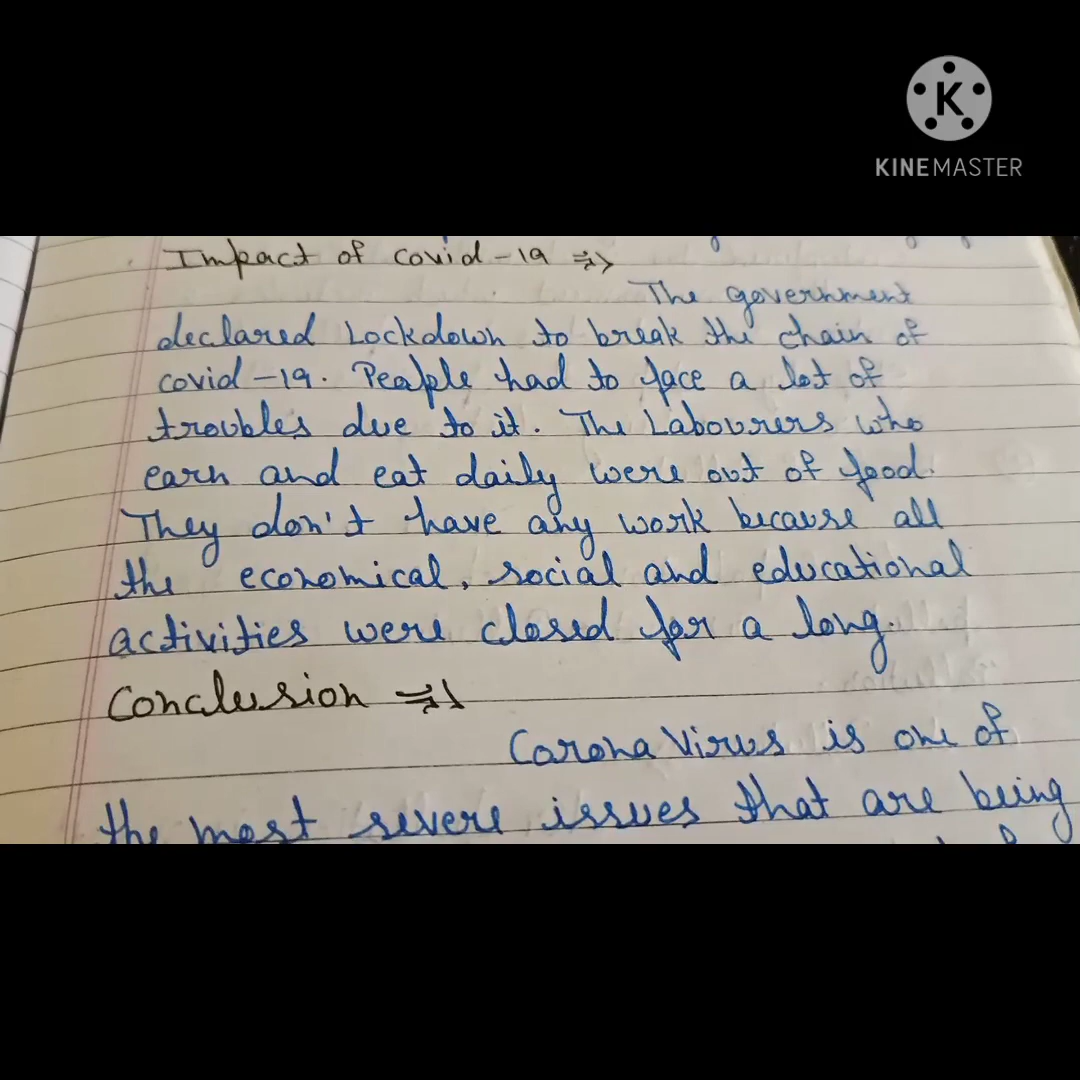 K
KINEMASTER
Impact of covid-19 =>
The government
declared Lockdown to break the chain of
covid-19. People had to face a lot of
troubles due to it. The Labourers who
earn and eat daily were out of food.
They don't have any work because all
the economical, social and educational
activities were closed for a long.
Conclusion =>
Corona Virus is one of
the most severe issues that are being